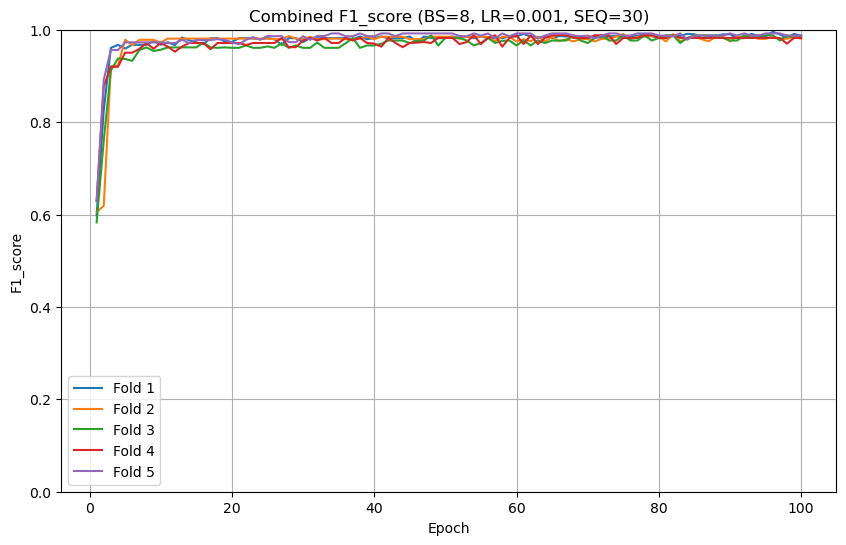 Combined F1_score (BS=8, LR=0.001, SEQ=30)
1.0
0.8
0.6
0.4
0.2
0.0
F1_score
Fold 1
Fold 2
Fold 3
Fold 4
Fold 5
0 20 40 60 80 100
Epoch